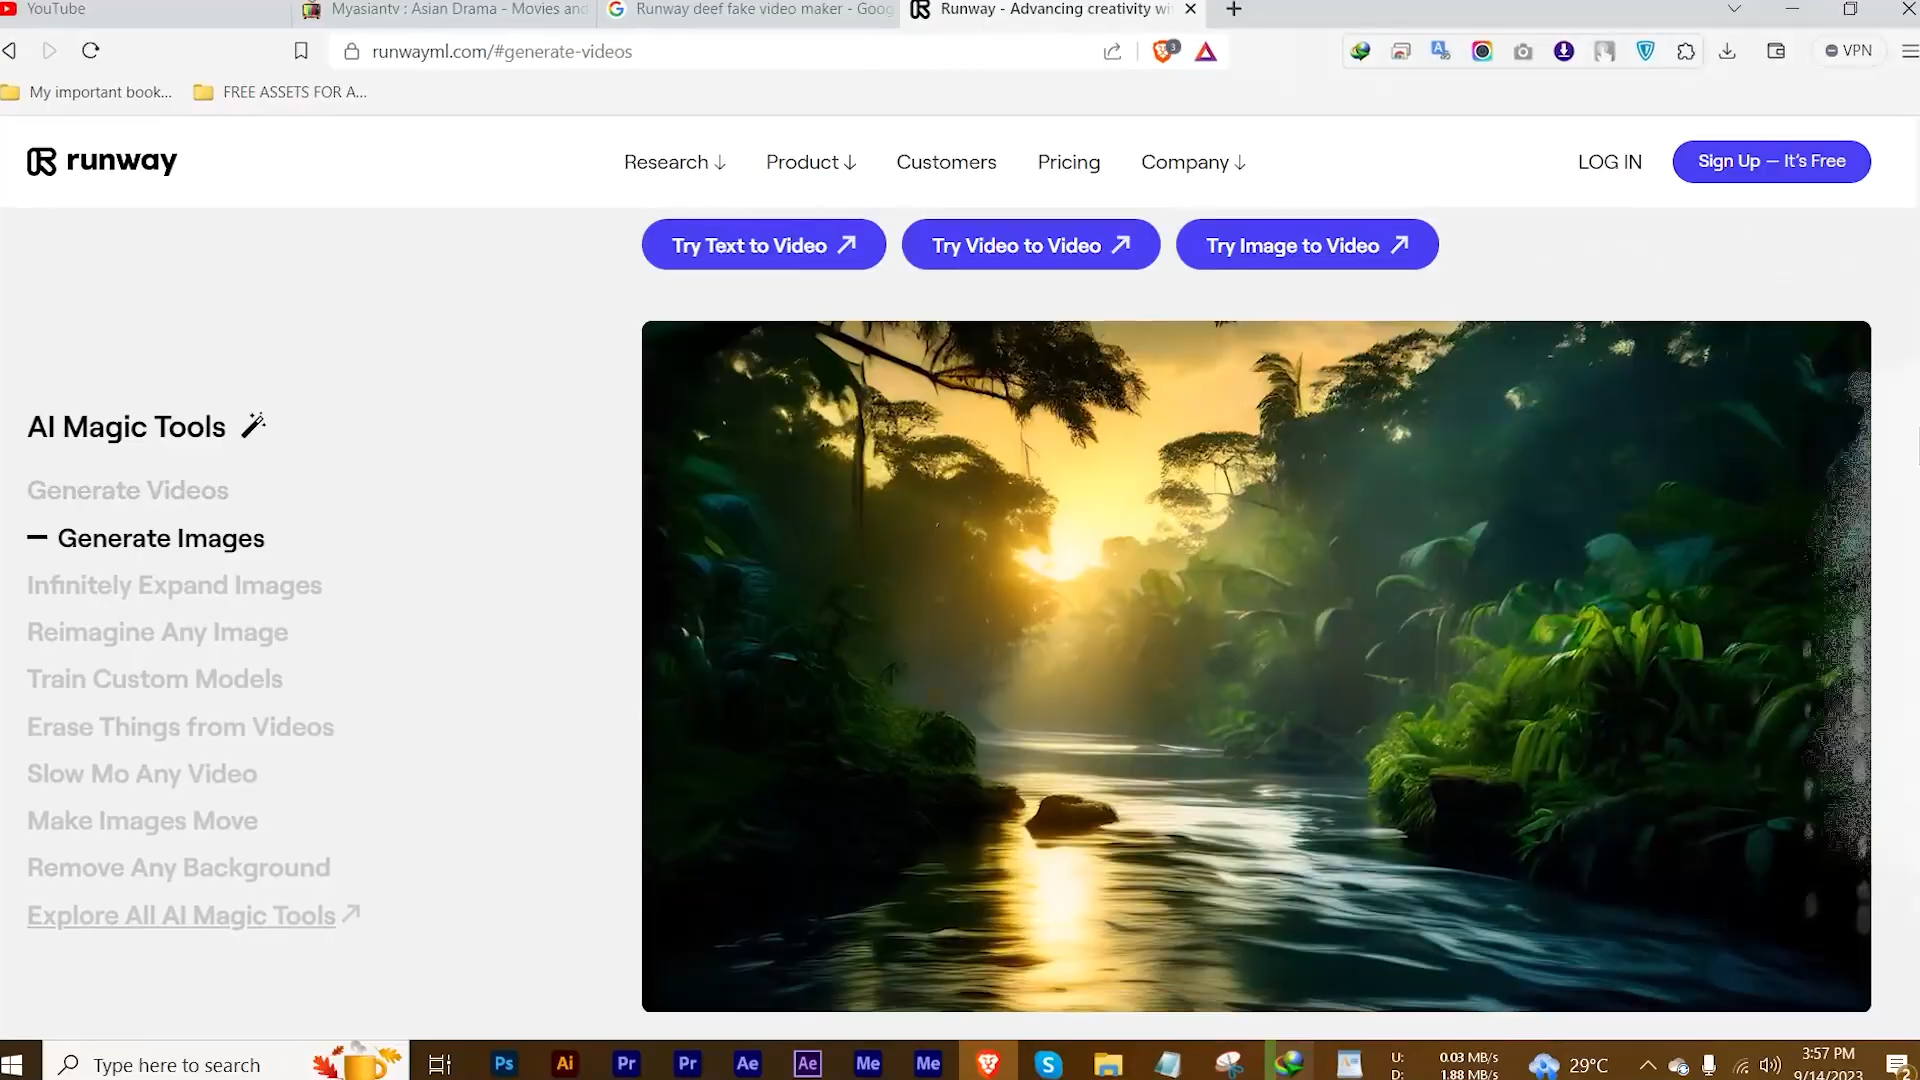 YouTube
Myasiantv : Asian Drama - Movies and
Runway deef fake video maker - Goog
Runway - Advancing creativity wi
runwayml.com/#generate-videos
3
VPN
My important book...
FREE ASSETS FOR A...
runway
Research
Product
Customers
Pricing
Company
LOG IN
Sign Up — It's Free
Try Text to Video
Try Video to Video
Try Image to Video
AI Magic Tools
Generate Videos
Generate Images
Infinitely Expand Images
Reimagine Any Image
Train Custom Models
Erase Things from Videos
Slow Mo Any Video
Make Images Move
Remove Any Background
Explore All AI Magic Tools
Type here to search
Ps
Ai
Pr
Pr
Ae
Ae
Me
Me
U: 0.03 MB/s
D: 1.88 MB/s
29°C
3:57 PM
9/14/2023
2